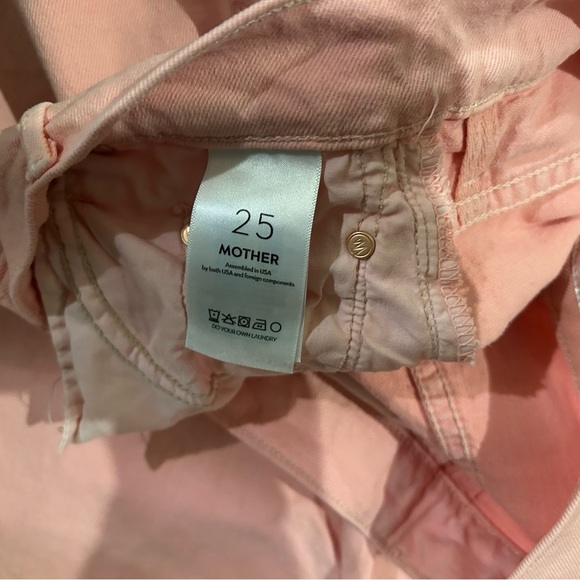 25
MOTHER
Assembled in USA
by both USA and foreign components
DO YOUR OWN LAUNDRY